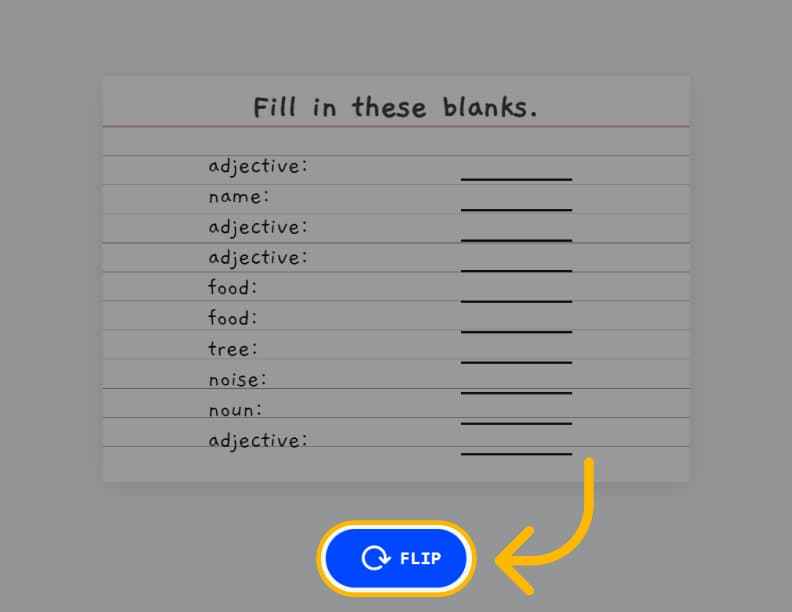 Fill in these blanks.
adjective:
name:
adjective:
adjective:
food:
food:
tree:
noise:
noun:
adjective:
FLIP